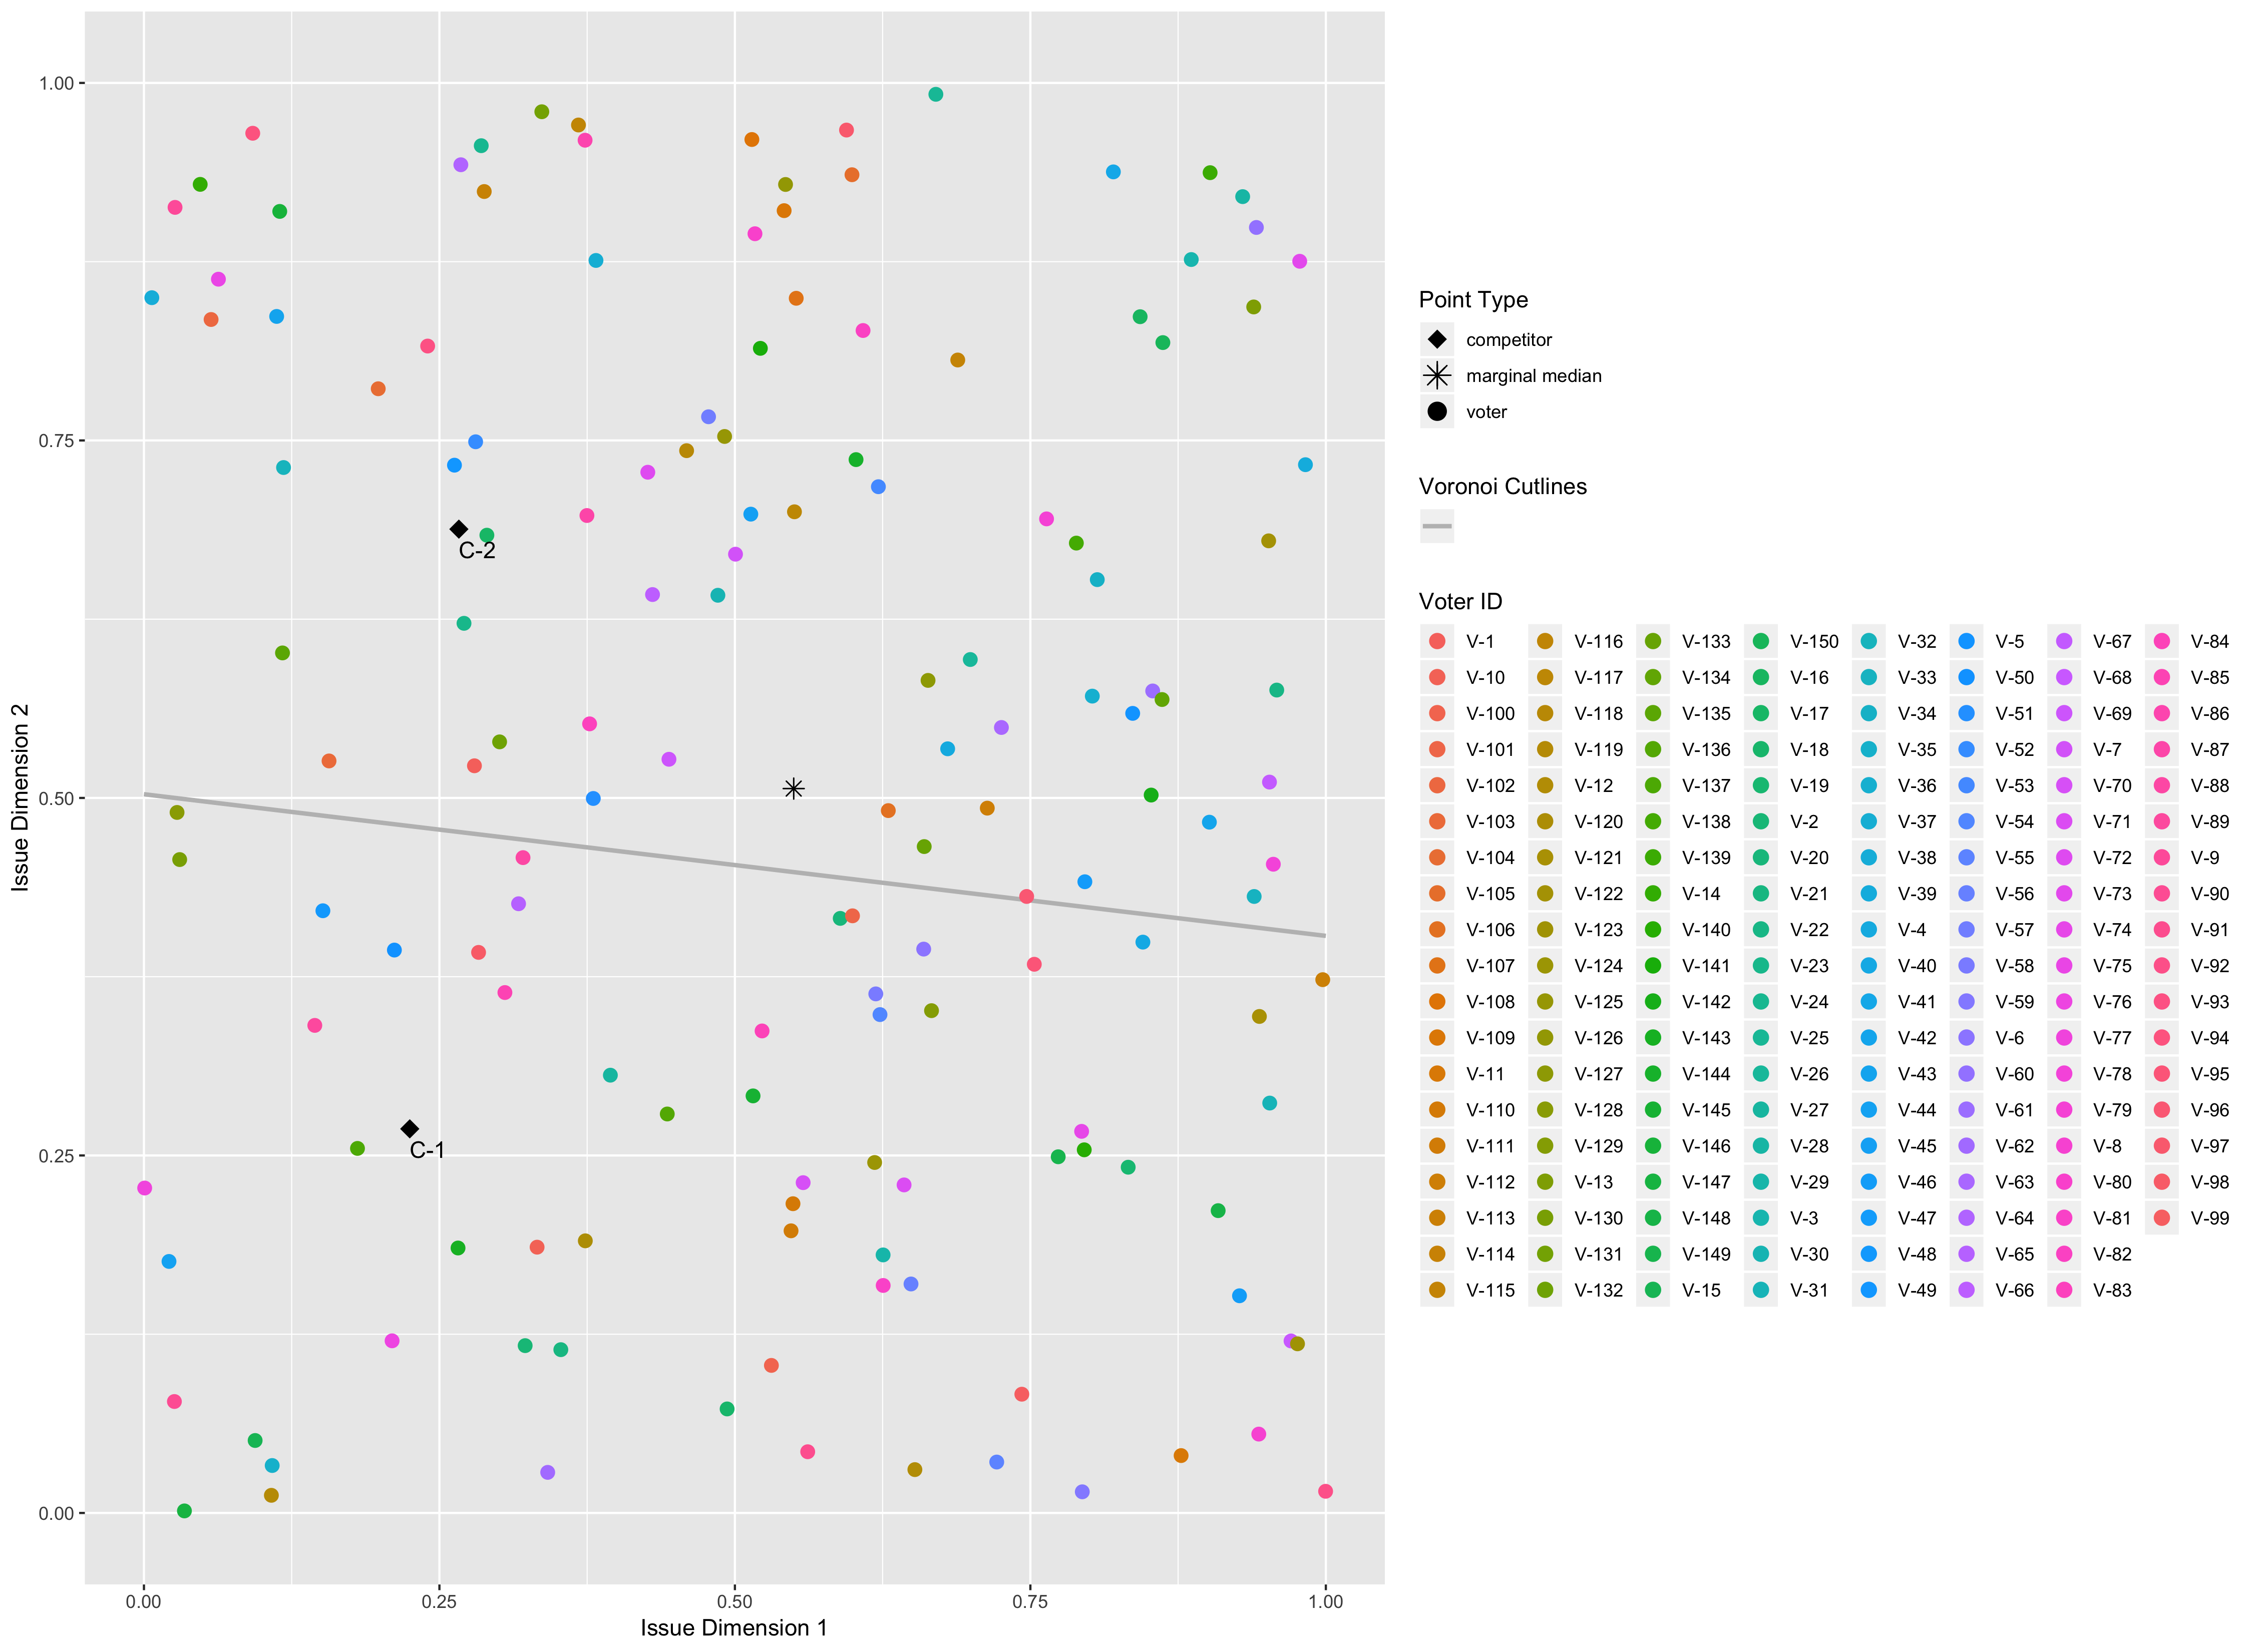 1.00
0.75
0.50
0.25
0.00
Issue Dimension 2
0.00 0.25 0.50 0.75 1.00
Issue Dimension 1
C-2
C-1
Point Type
competitor
marginal median
voter
Voronoi Cutlines
Voter ID
V-1 V-116 V-133 V-150 V-32 V-5 V-67 V-84
V-10 V-117 V-134 V-16 V-33 V-50 V-68 V-85
V-100 V-118 V-135 V-17 V-34 V-51 V-69 V-86
V-101 V-119 V-136 V-18 V-35 V-52 V-7 V-87
V-102 V-12 V-137 V-19 V-36 V-53 V-70 V-88
V-103 V-120 V-138 V-2 V-37 V-54 V-71 V-89
V-104 V-121 V-139 V-20 V-38 V-55 V-72 V-9
V-105 V-122 V-14 V-21 V-39 V-56 V-73 V-90
V-106 V-123 V-140 V-22 V-4 V-57 V-74 V-91
V-107 V-124 V-141 V-23 V-40 V-58 V-75 V-92
V-108 V-125 V-142 V-24 V-41 V-59 V-76 V-93
V-109 V-126 V-143 V-25 V-42 V-6 V-77 V-94
V-11 V-127 V-144 V-26 V-43 V-60 V-78 V-95
V-110 V-128 V-145 V-27 V-44 V-61 V-79 V-96
V-111 V-129 V-146 V-28 V-45 V-62 V-8 V-97
V-112 V-13 V-147 V-29 V-46 V-63 V-80 V-98
V-113 V-130 V-148 V-3 V-47 V-64 V-81 V-99
V-114 V-131 V-149 V-30 V-48 V-65 V-82
V-115 V-132 V-15 V-31 V-49 V-66 V-83